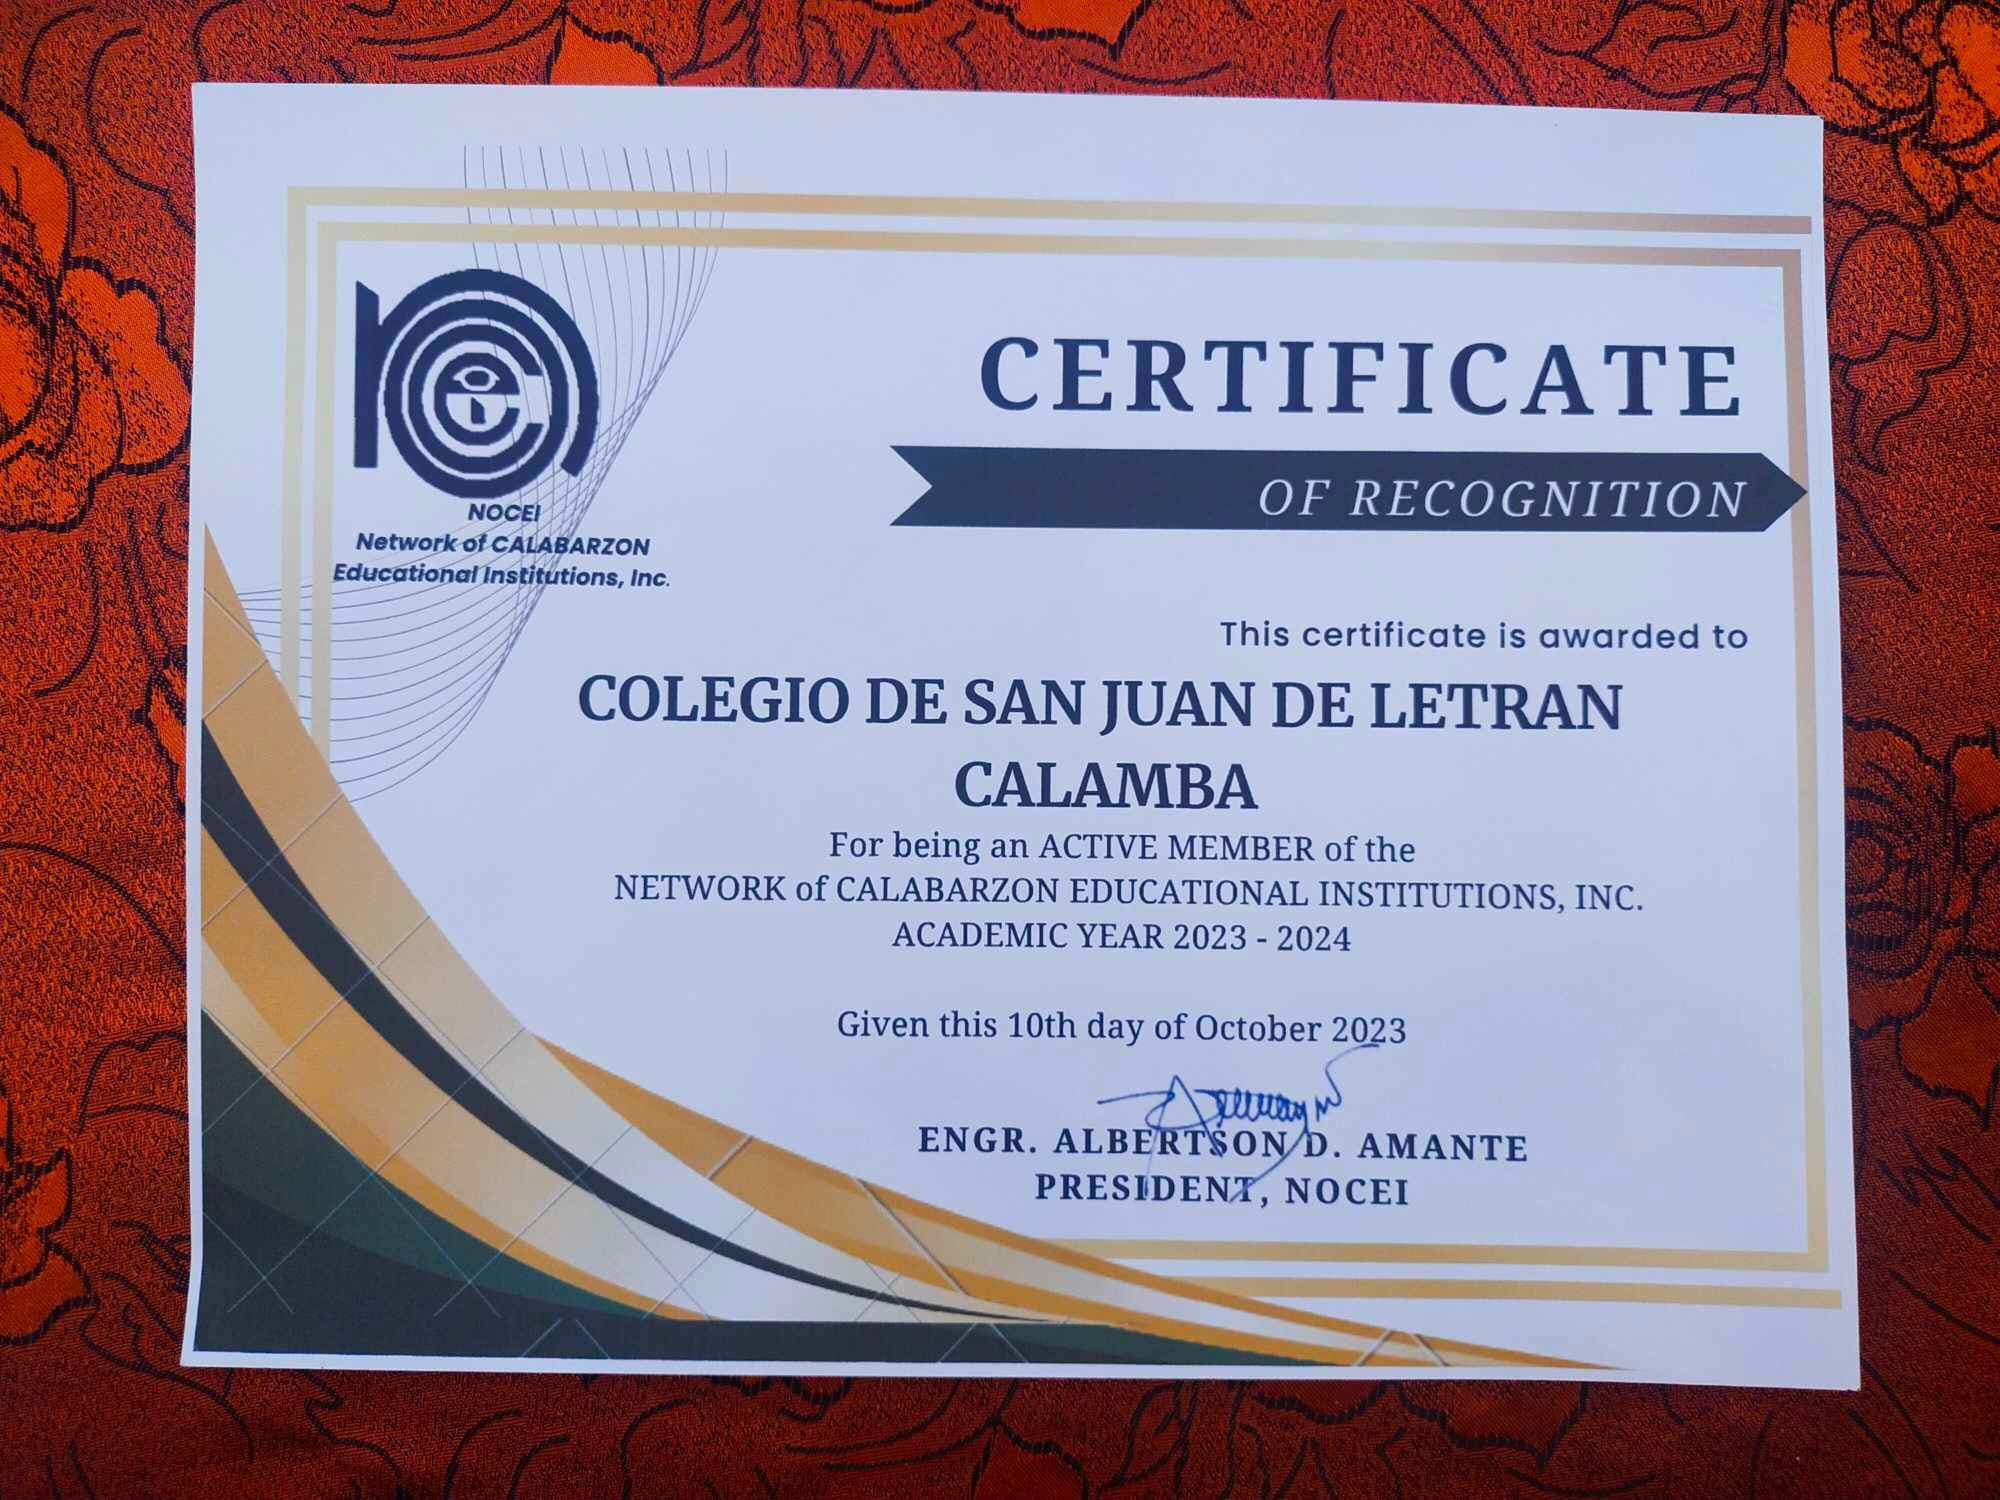 NOCEI
Network of CALABARZON
Educational Institutions, Inc.
CERTIFICATE
OF RECOGNITION
This certificate is awarded to
COLEGIO DE SAN JUAN DE LETRAN
CALAMBA
For being an ACTIVE MEMBER of the
NETWORK of CALABARZON EDUCATIONAL INSTITUTIONS, INC.
ACADEMIC YEAR 2023 - 2024
Given this 10th day of October 2023
ENGR. ALBERTSON D. AMANTE
PRESIDENT, NOCEI